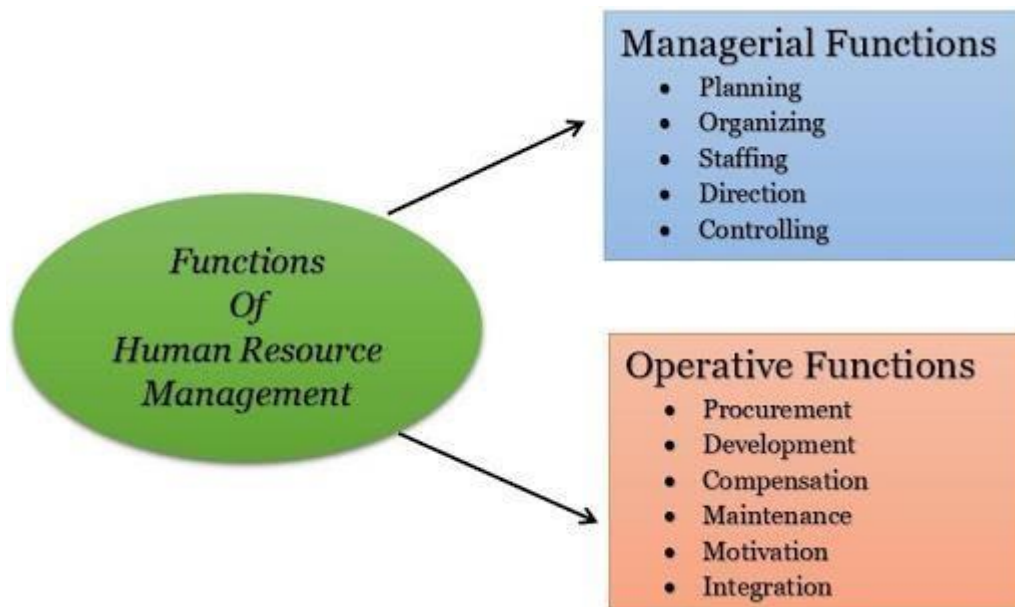 Functions
Of
Human Resource
Management
Managerial Functions
• Planning
• Organizing
• Staffing
• Direction
• Controlling
Operative Functions
• Procurement
• Development
• Compensation
• Maintenance
• Motivation
• Integration